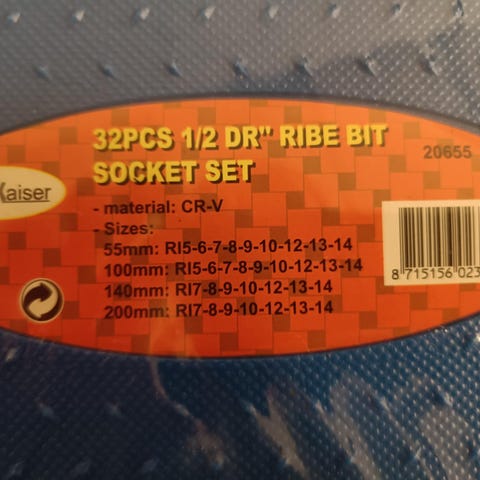 32PCS 1/2 DR" RIBE BIT
SOCKET SET
20655
Kaiser
- material: CR-V
- Sizes:
55mm: RI5-6-7-8-9-10-12-13-14
100mm: RI5-6-7-8-9-10-12-13-14
140mm: RI7-8-9-10-12-13-14
200mm: RI7-8-9-10-12-13-14
8 715156 023